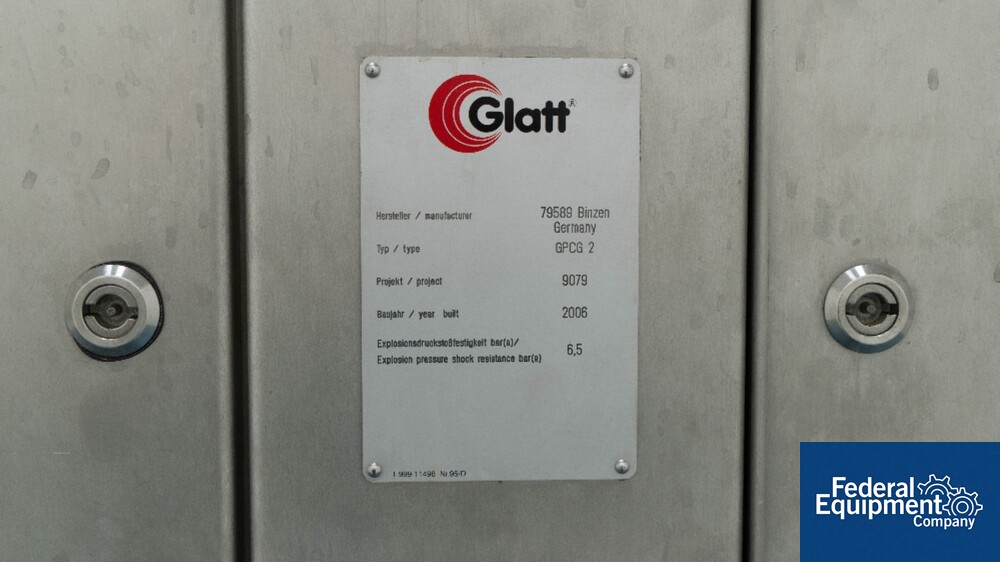 Glatt®
Hersteller / manufacturer 79589 Binzen
Germany
Typ / type GPCG 2
Projekt / project 9079
Baujahr / year built 2006
Explosionsdruckstoßfestigkeit bar(a)/
Explosion pressure shock resistance bar(a) 6,5
Federal
Equipment
Company